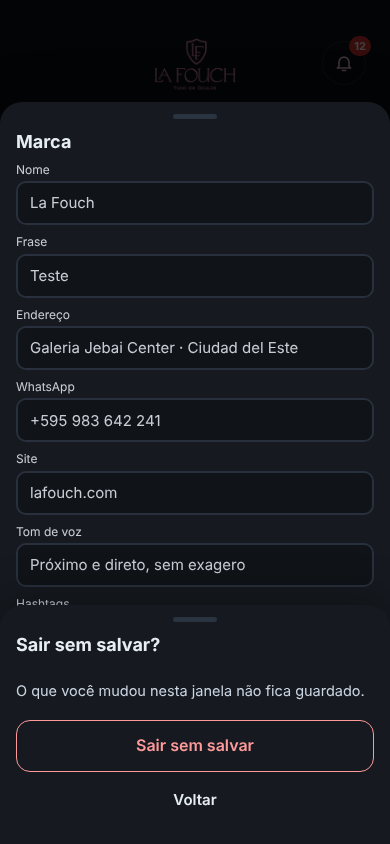 LA FOUCH
12
Marca
Nome
La Fouch
Frase
Teste
Endereço
Galeria Jebai Center · Ciudad del Este
WhatsApp
+595 983 642 241
Site
lafouch.com
Tom de voz
Próximo e direto, sem exagero
Hashtags
Sair sem salvar?
O que você mudou nesta janela não fica guardado.
Sair sem salvar
Voltar